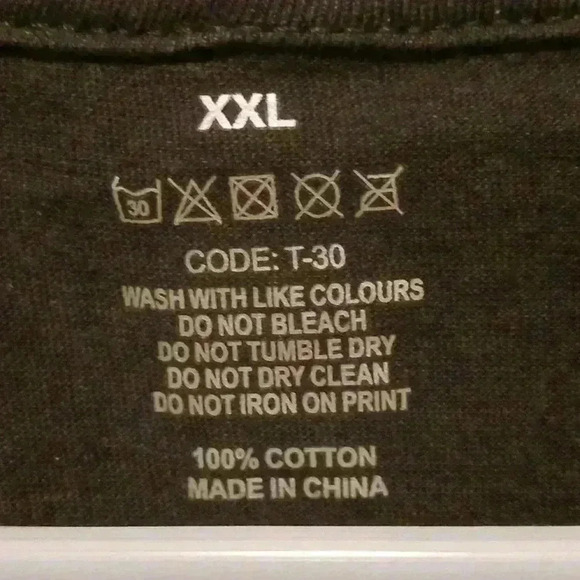 XXL
30
CODE: T-30
WASH WITH LIKE COLOURS
DO NOT BLEACH
DO NOT TUMBLE DRY
DO NOT DRY CLEAN
DO NOT IRON ON PRINT
100% COTTON
MADE IN CHINA